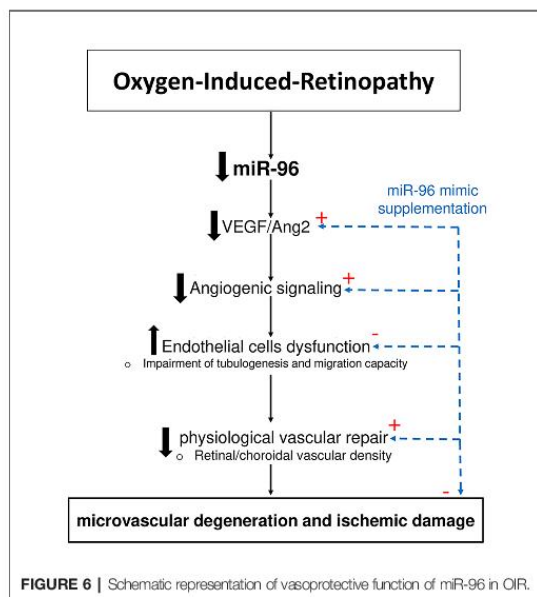 Oxygen-Induced-Retinopathy
miR-96
miR-96 mimic
supplementation
VEGF/Ang2 +
Angiogenic signaling +
Endothelial cells dysfunction -
o Impairment of tubulogenesis and migration capacity
physiological vascular repair +
o Retinal/choroidal vascular density
-
microvascular degeneration and ischemic damage
FIGURE 6 | Schematic representation of vasoprotective function of miR-96 in OIR.